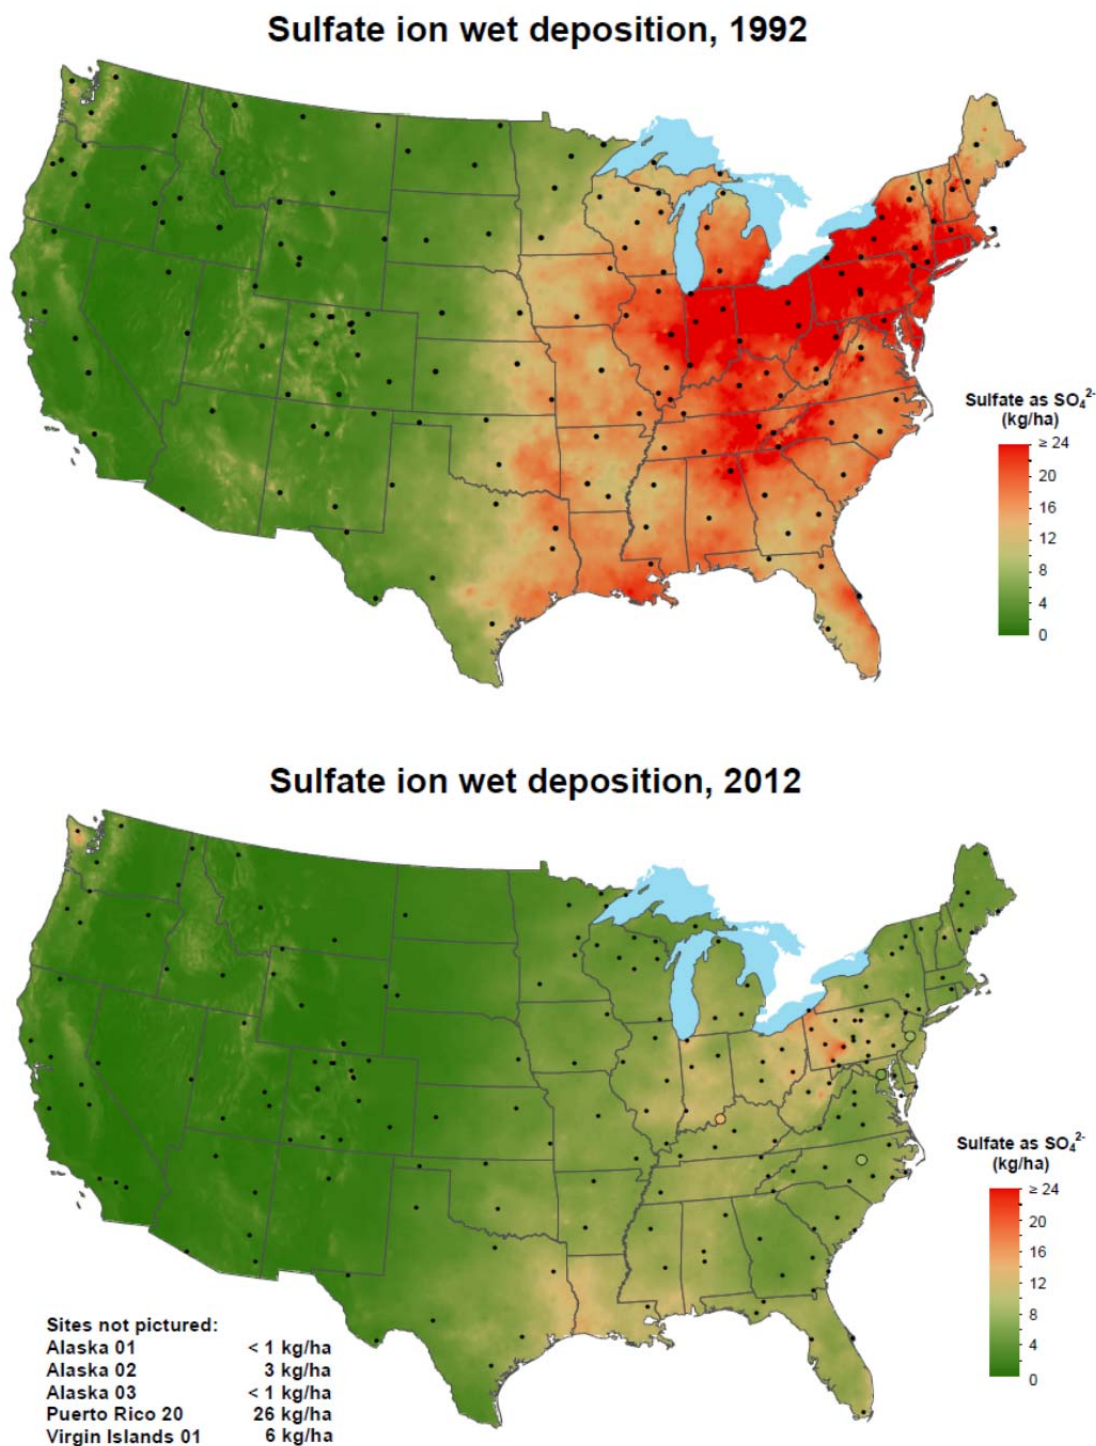 Sulfate ion wet deposition, 1992
Sulfate as SO₄²⁻
(kg/ha)
≥ 24
20
16
12
8
4
0
Sulfate ion wet deposition, 2012
Sulfate as SO₄²⁻
(kg/ha)
≥ 24
20
16
12
8
4
0
Sites not pictured:
Alaska 01 < 1 kg/ha
Alaska 02 3 kg/ha
Alaska 03 < 1 kg/ha
Puerto Rico 20 26 kg/ha
Virgin Islands 01 6 kg/ha